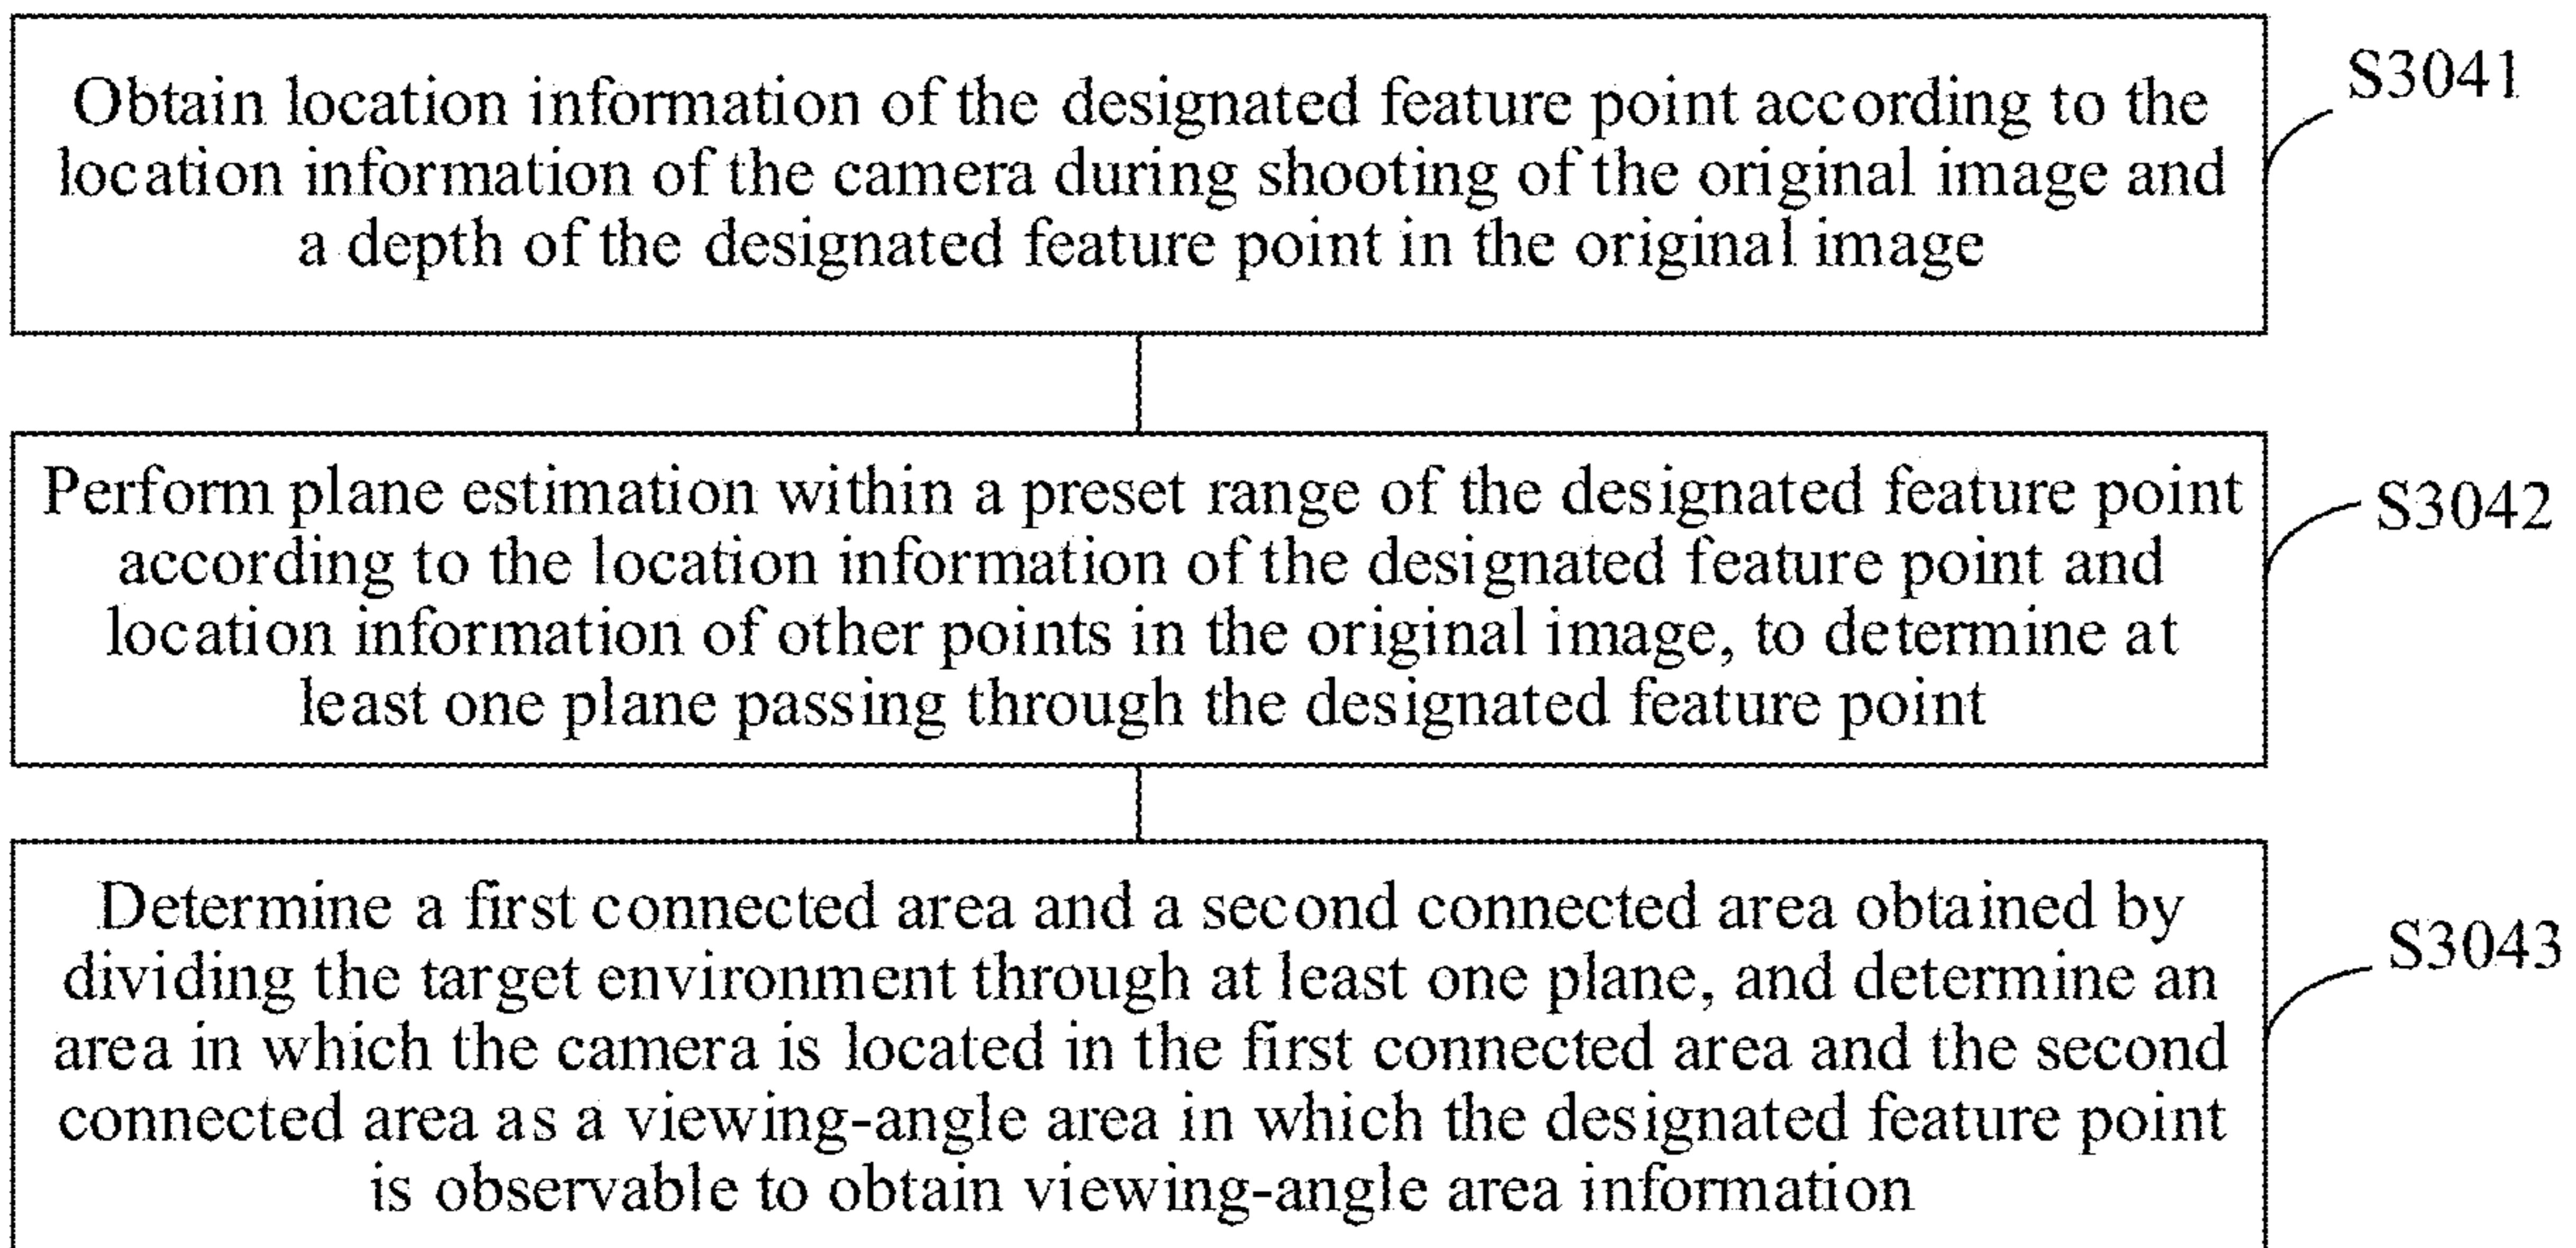 Obtain location information of the designated feature point according to the
location information of the camera during shooting of the original image and
a depth of the designated feature point in the original image
S3041
Perform plane estimation within a preset range of the designated feature point
according to the location information of the designated feature point and
location information of other points in the original image, to determine at
least one plane passing through the designated feature point
S3042
Determine a first connected area and a second connected area obtained by
dividing the target environment through at least one plane, and determine an
area in which the camera is located in the first connected area and the second
connected area as a viewing-angle area in which the designated feature point
is observable to obtain viewing-angle area information
S3043